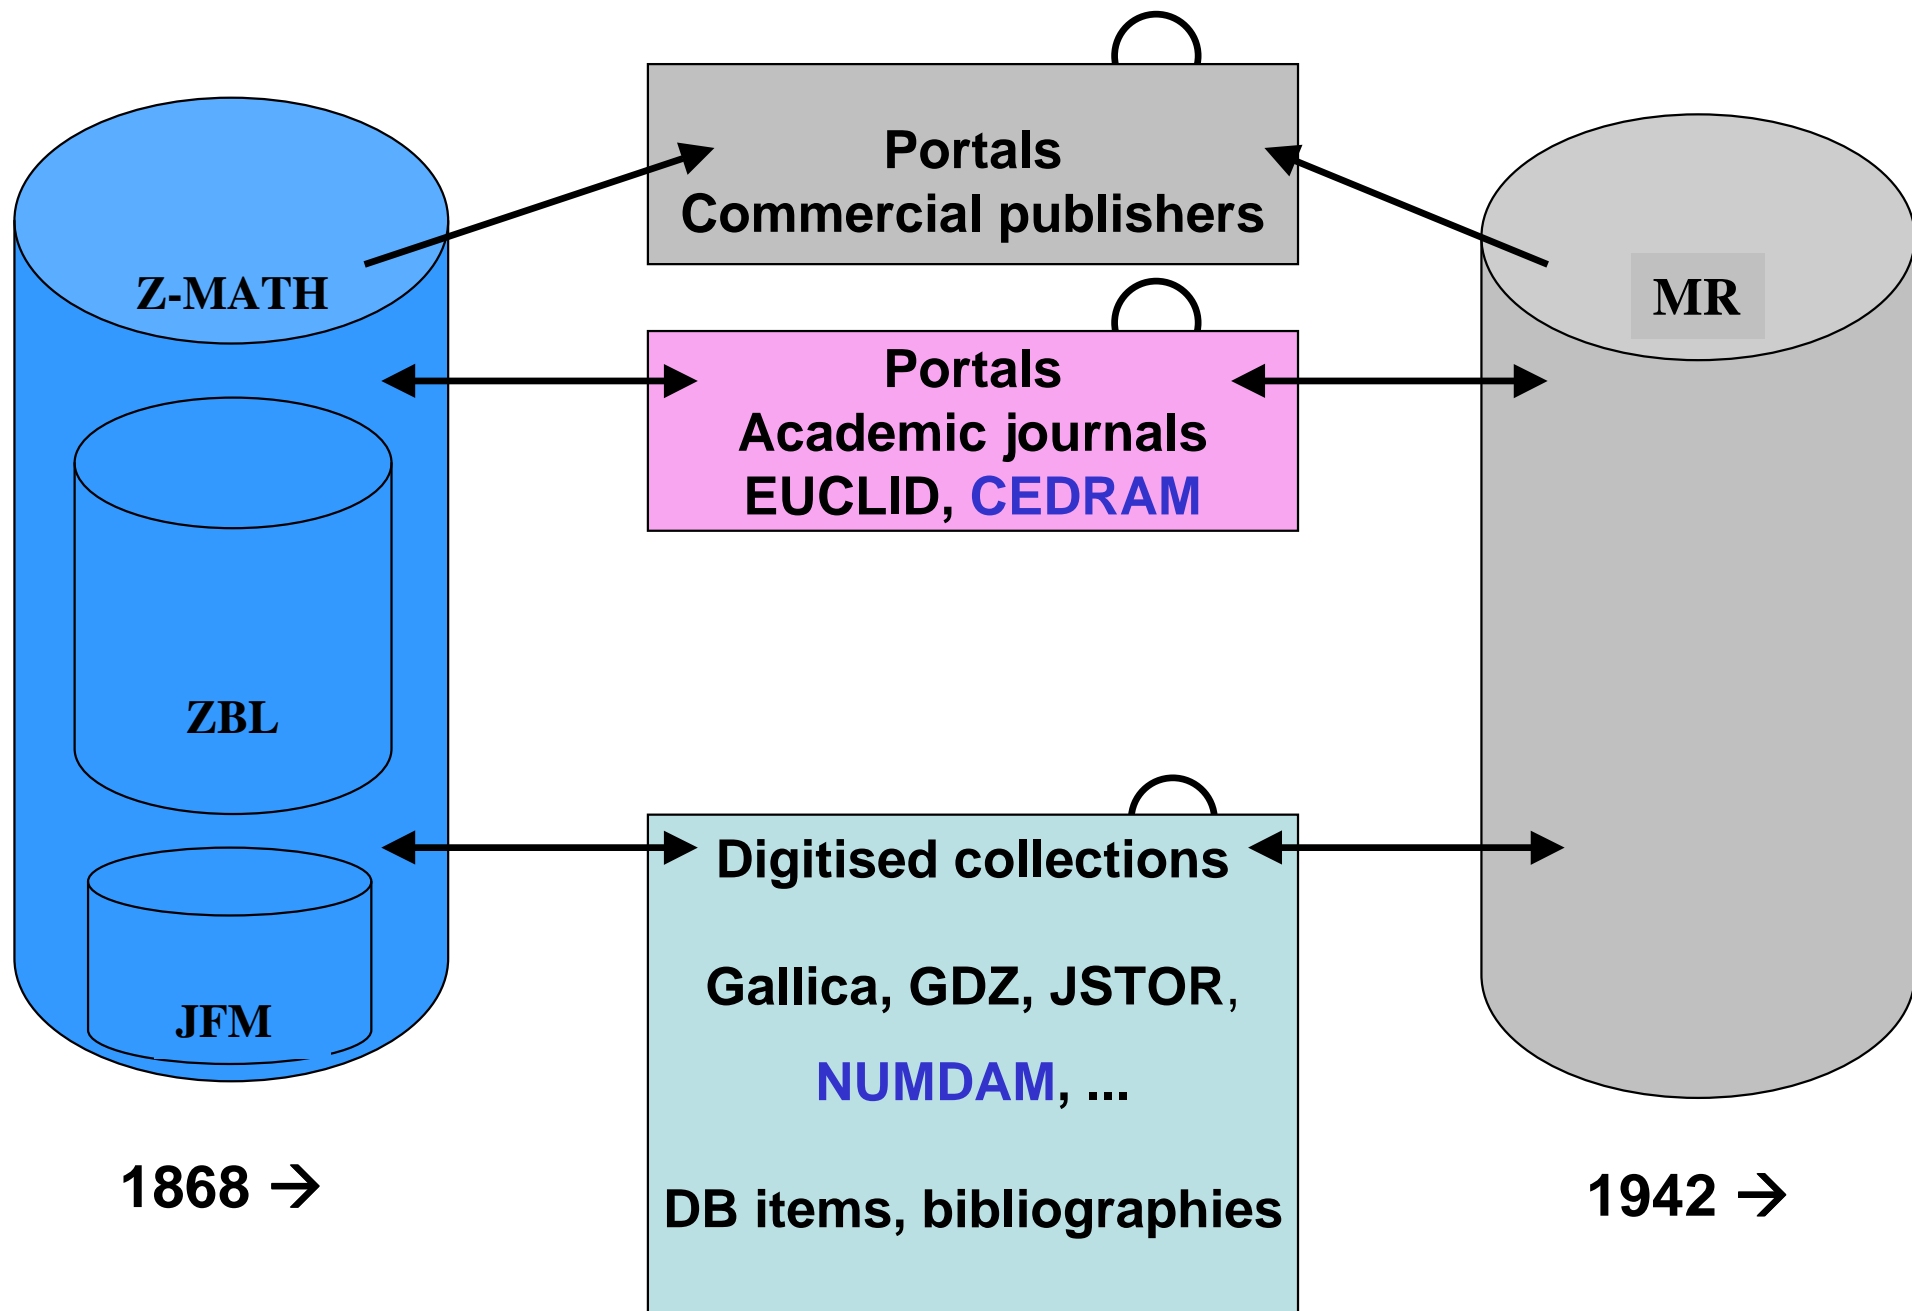 Portals
Commercial publishers
Z-MATH
MR
Portals
Academic journals
EUCLID, CEDRAM
ZBL
Digitised collections
Gallica, GDZ, JSTOR,
JFM
NUMDAM, ...
1868 →
DB items, bibliographies
1942 →